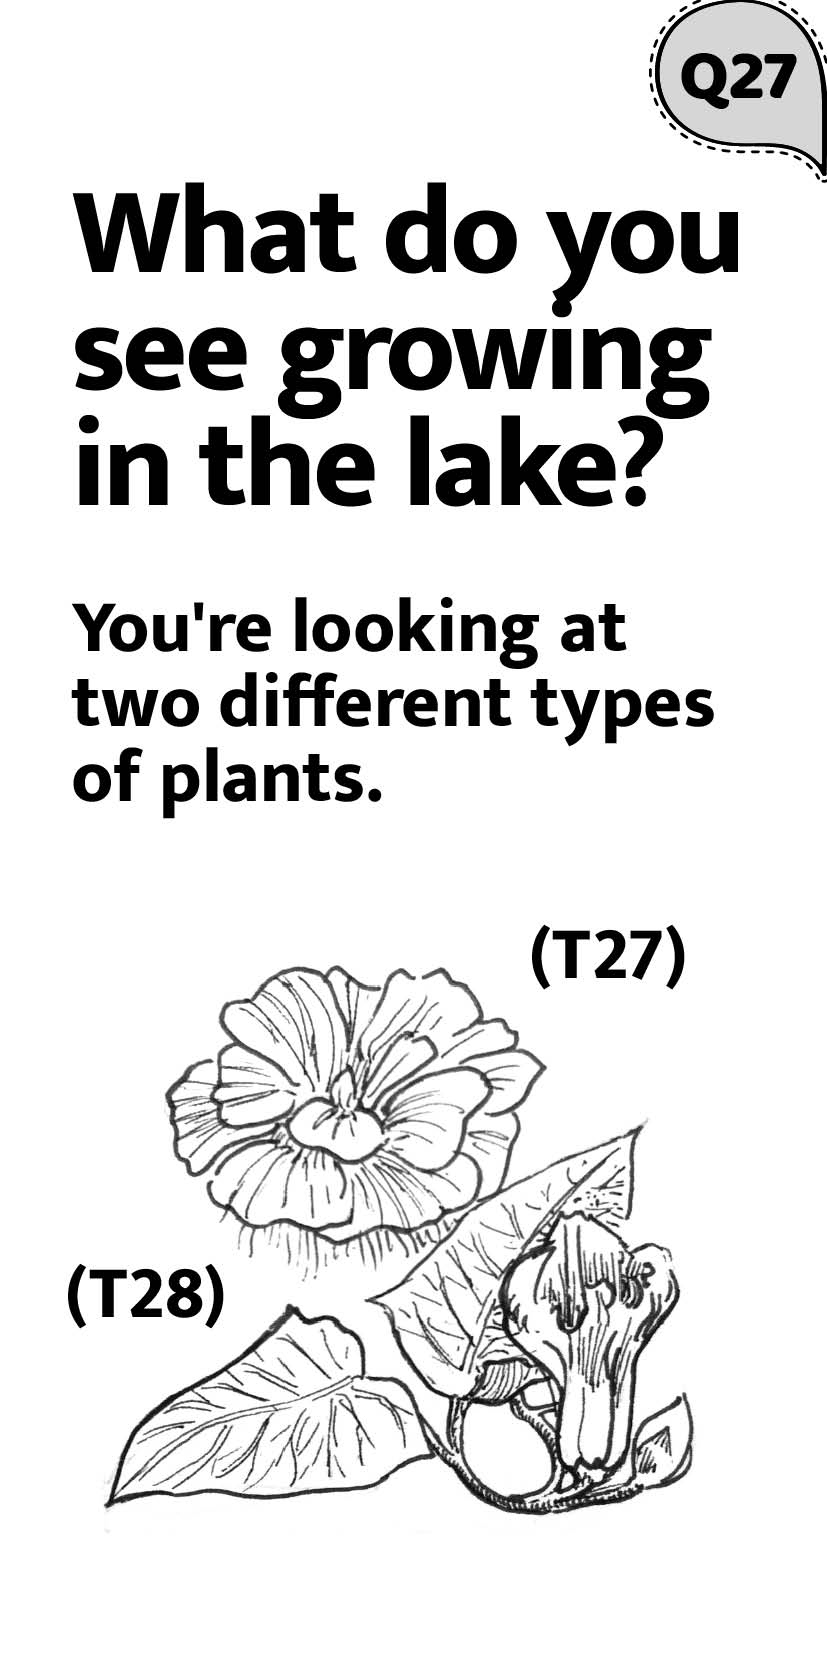 Q27
What do you
see growing
in the lake?
You're looking at
two different types
of plants.
(T27)
(T28)